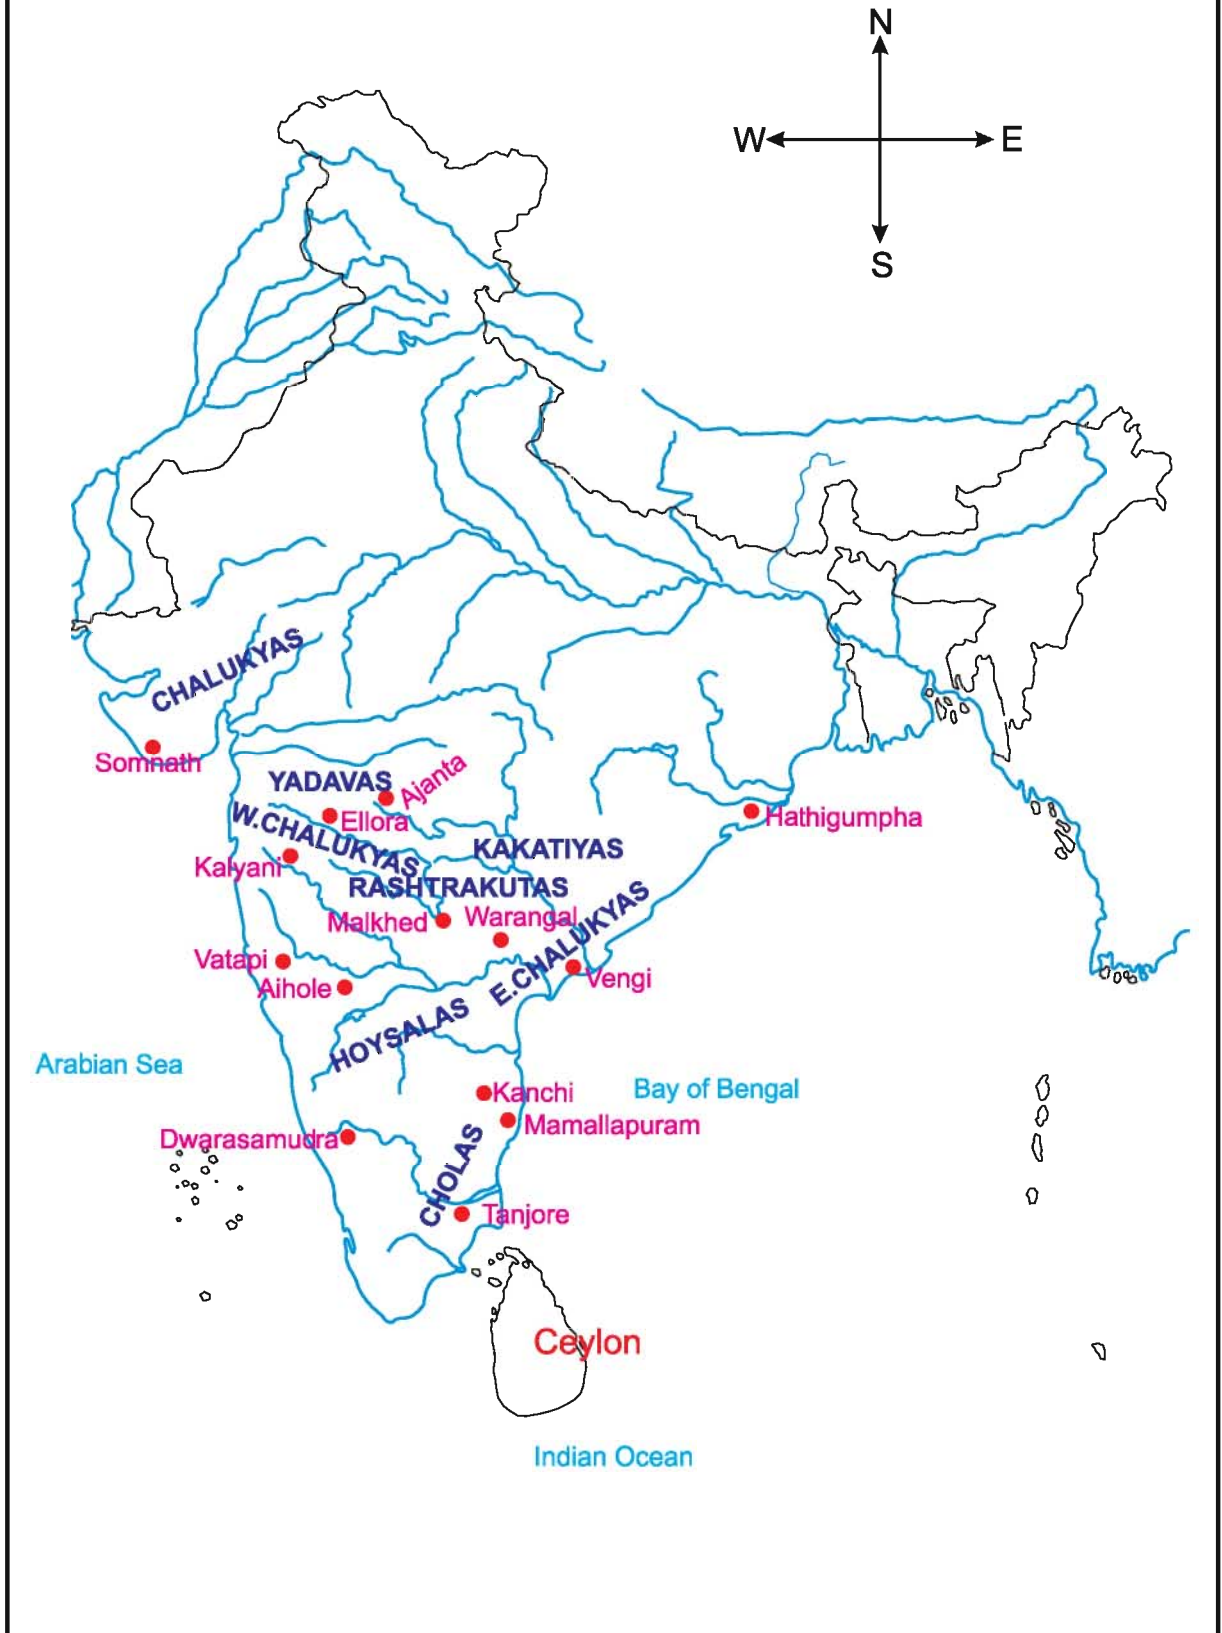 N
W E
S
CHALUKYAS
Somnath
YADAVAS
Ajanta
Ellora
W.CHALUKYAS
Hathigumpha
KAKATIYAS
Kalyani
RASHTRAKUTAS
Malkhed
Warangal
E.CHALUKYAS
Vatapi
Aihole
Vengi
HOYSALAS
Arabian Sea
Bay of Bengal
Kanchi
Mamallapuram
Dwarasamudra
CHOLAS
Tanjore
Ceylon
Indian Ocean